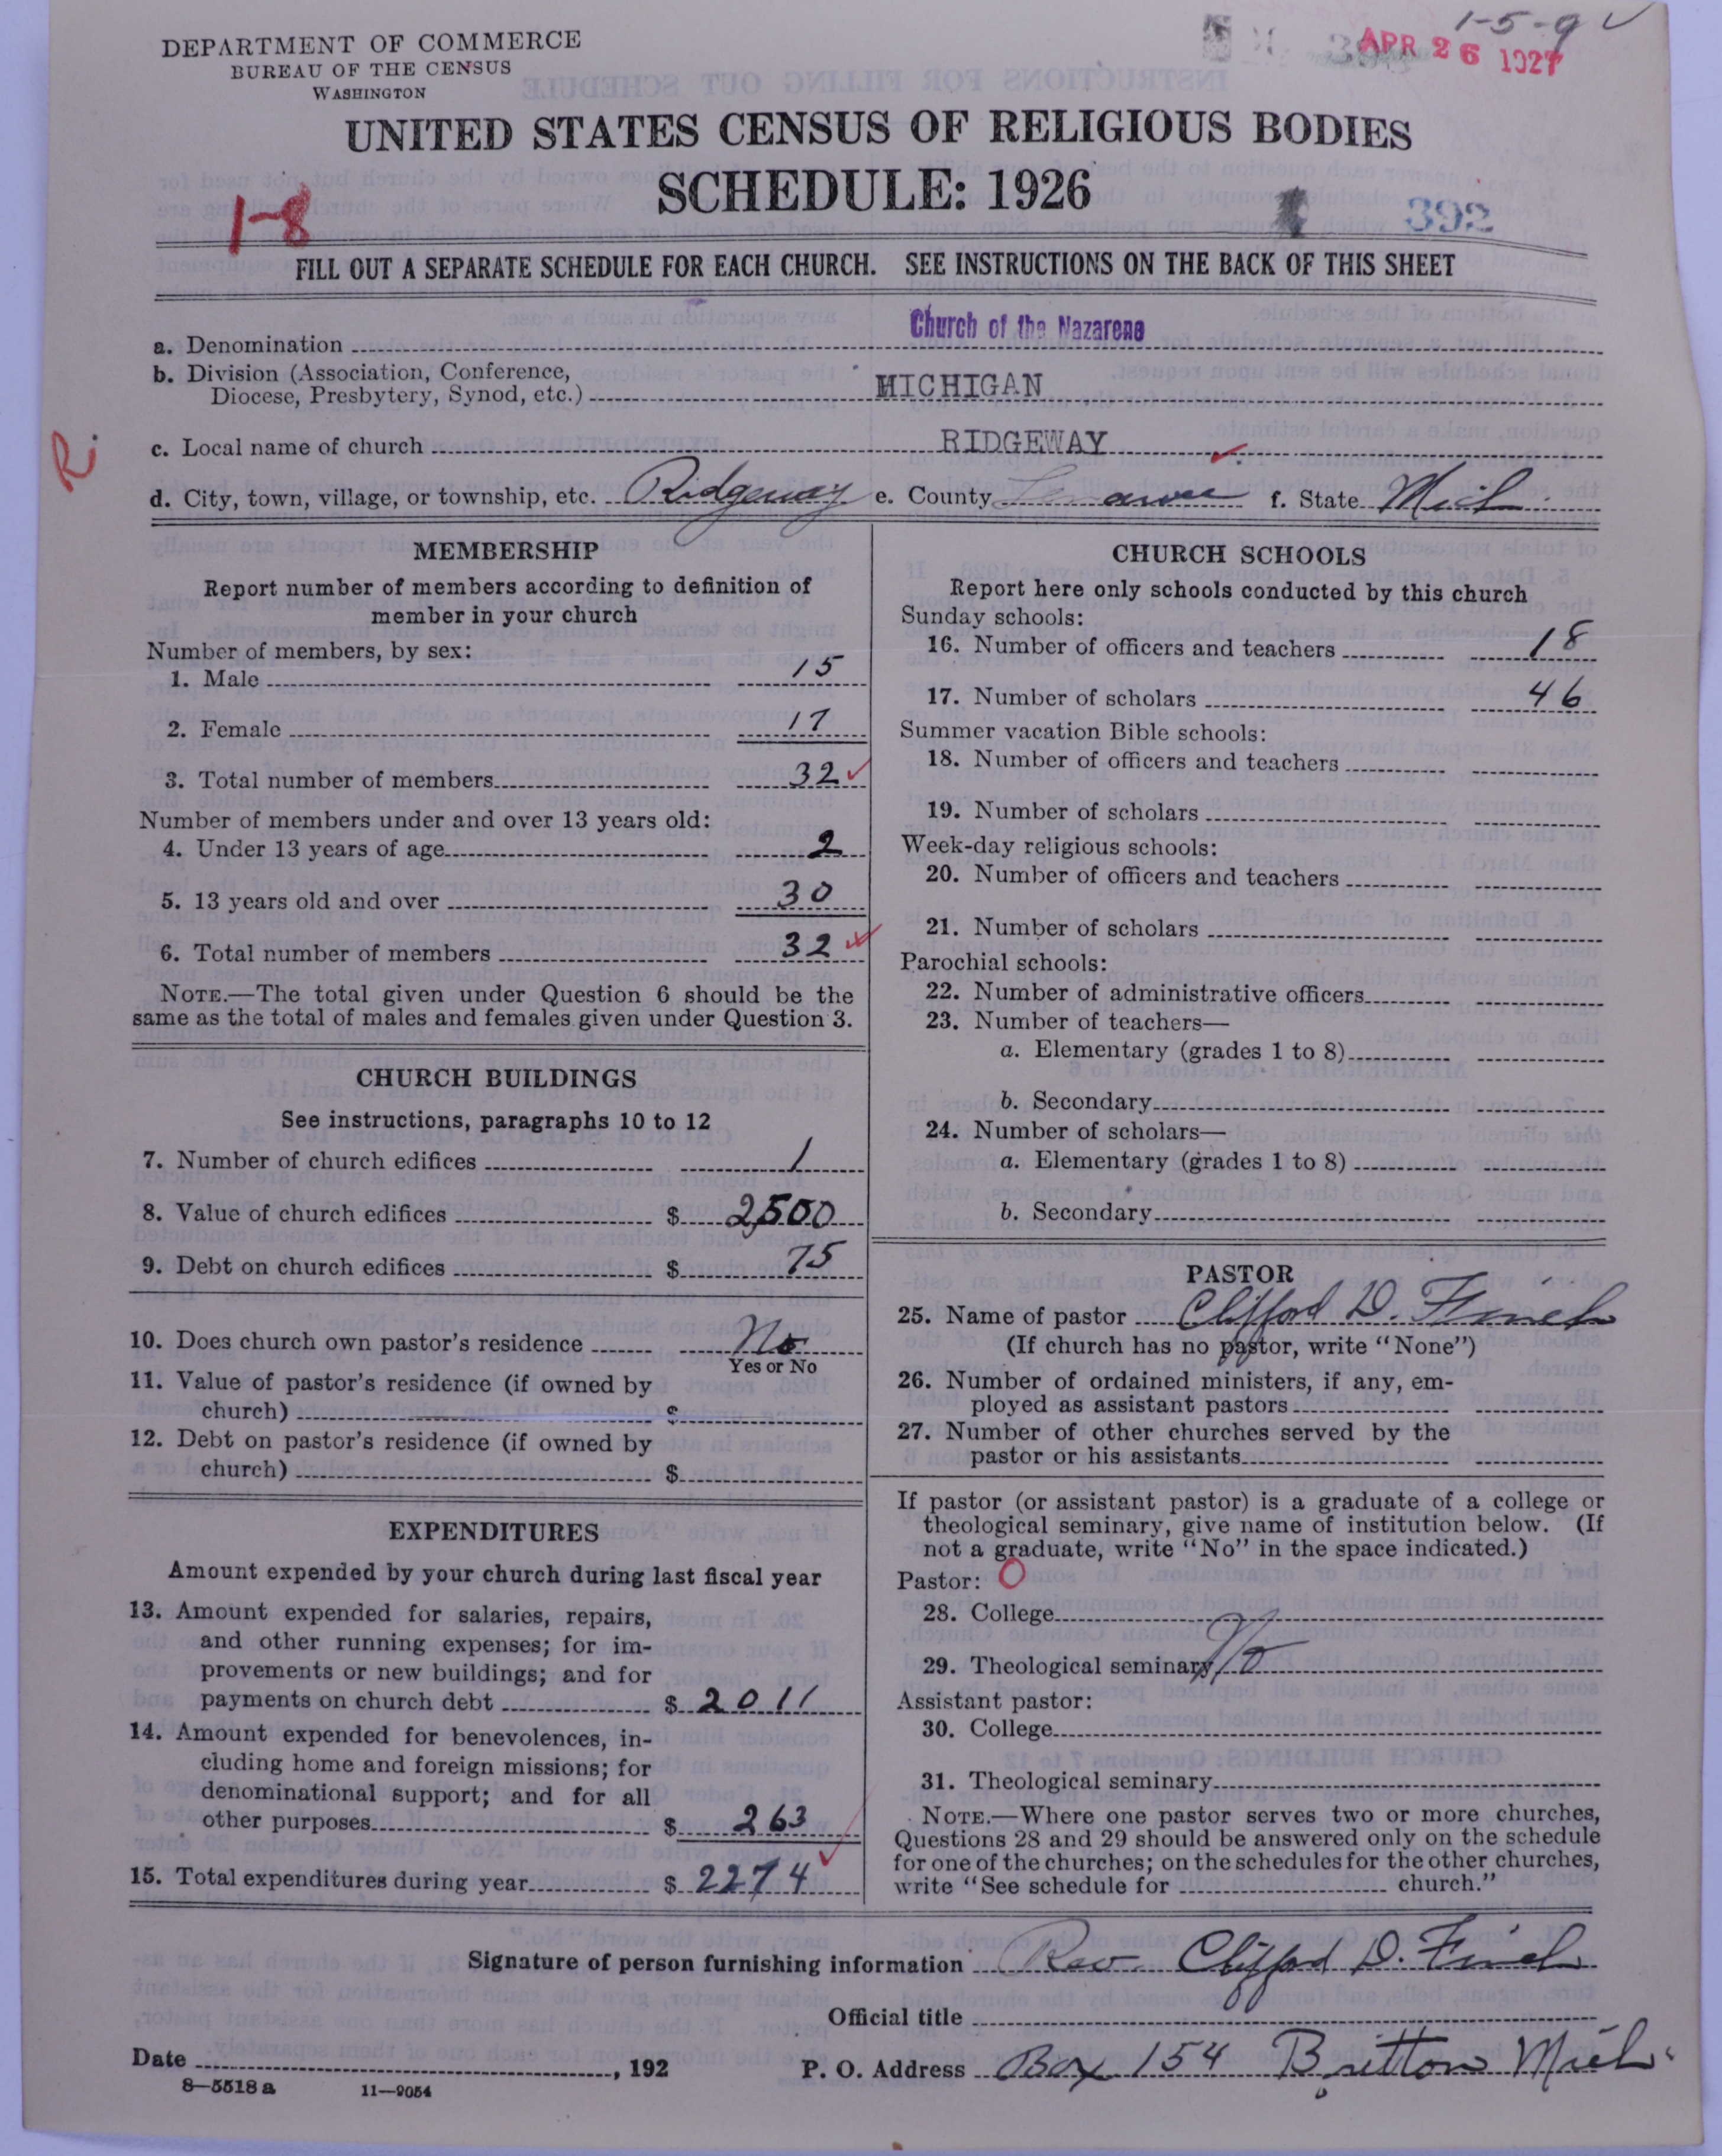 1-5-9 ✓
DEPARTMENT OF COMMERCE
BUREAU OF THE CENSUS
WASHINGTON
APR 26 1927
UNITED STATES CENSUS OF RELIGIOUS BODIES
SCHEDULE: 1926
1-8
392
FILL OUT A SEPARATE SCHEDULE FOR EACH CHURCH. SEE INSTRUCTIONS ON THE BACK OF THIS SHEET
a. Denomination Church of the Nazarene
b. Division (Association, Conference,
Diocese, Presbytery, Synod, etc.) MICHIGAN
Ri
c. Local name of church RIDGEWAY
d. City, town, village, or township, etc. Ridgeway e. County Lenawee f. State Mich
MEMBERSHIP
Report number of members according to definition of
member in your church
Number of members, by sex:
1. Male 15
2. Female 17
3. Total number of members 32
Number of members under and over 13 years old:
4. Under 13 years of age 2
5. 13 years old and over 30
6. Total number of members 32
NOTE.—The total given under Question 6 should be the
same as the total of males and females given under Question 3.
CHURCH BUILDINGS
See instructions, paragraphs 10 to 12
7. Number of church edifices 1
8. Value of church edifices $ 2,500
9. Debt on church edifices $ 75
10. Does church own pastor's residence No
Yes or No
11. Value of pastor's residence (if owned by
church) $
12. Debt on pastor's residence (if owned by
church) $
EXPENDITURES
Amount expended by your church during last fiscal year
13. Amount expended for salaries, repairs,
and other running expenses; for im-
provements or new buildings; and for
payments on church debt $ 2011
14. Amount expended for benevolences, in-
cluding home and foreign missions; for
denominational support; and for all
other purposes $ 263
15. Total expenditures during year $ 2274
CHURCH SCHOOLS
Report here only schools conducted by this church
Sunday schools:
16. Number of officers and teachers 18
17. Number of scholars 46
Summer vacation Bible schools:
18. Number of officers and teachers
19. Number of scholars
Week-day religious schools:
20. Number of officers and teachers
21. Number of scholars
Parochial schools:
22. Number of administrative officers
23. Number of teachers—
a. Elementary (grades 1 to 8)
b. Secondary
24. Number of scholars—
a. Elementary (grades 1 to 8)
b. Secondary
PASTOR
25. Name of pastor Clifford D. Finch
(If church has no pastor, write "None")
26. Number of ordained ministers, if any, em-
ployed as assistant pastors
27. Number of other churches served by the
pastor or his assistants
If pastor (or assistant pastor) is a graduate of a college or
theological seminary, give name of institution below. (If
not a graduate, write "No" in the space indicated.)
Pastor: O
28. College
29. Theological seminary No
Assistant pastor:
30. College
31. Theological seminary
NOTE.—Where one pastor serves two or more churches,
Questions 28 and 29 should be answered only on the schedule
for one of the churches; on the schedules for the other churches,
write "See schedule for church."
Signature of person furnishing information Rev. Clifford D. Finch
Official title
Date , 192 P. O. Address Box 154 Britton Mich.
8—5518 a 11—9054